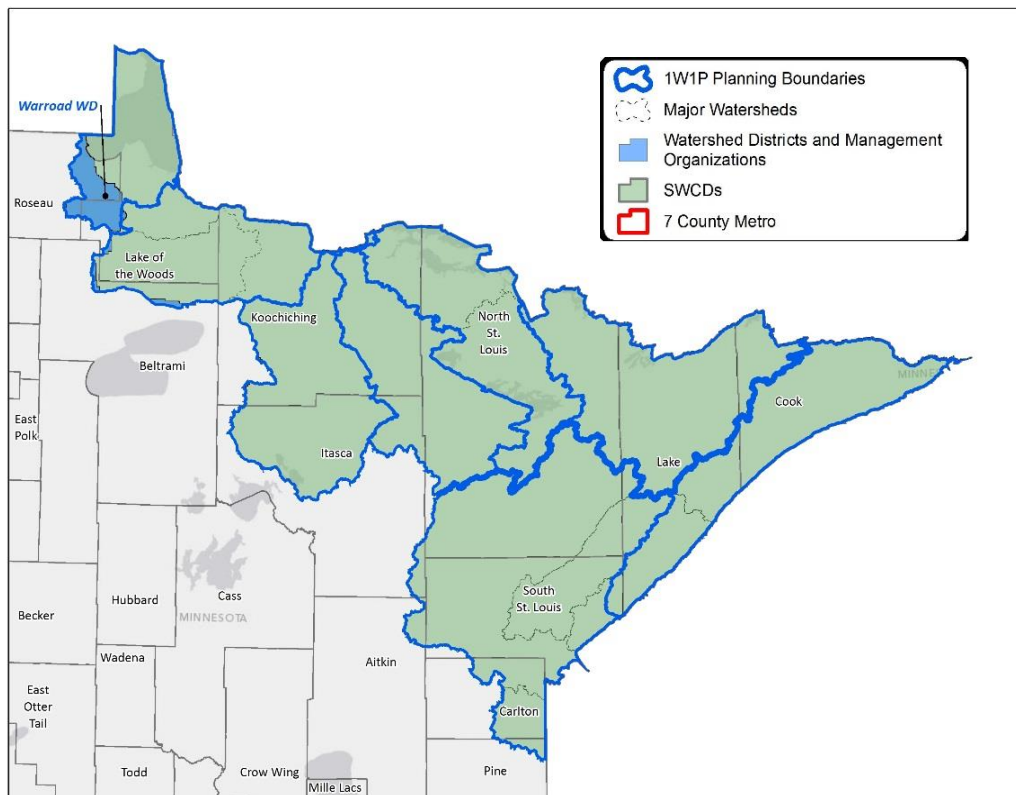 1W1P Planning Boundaries
Major Watersheds
Watershed Districts and Management
Organizations
SWCDs
7 County Metro
Warroad WD
Roseau
Lake of
the Woods
Koochiching
North
St.
Louis
Beltrami
MINNES
Cook
East
Polk
Itasca
Lake
Hubbard
Cass
South
St. Louis
Becker
MINNESOTA
Wadena
Aitkin
East
Otter
Tail
Carlton
Todd
Crow Wing
Pine
Mille Lacs